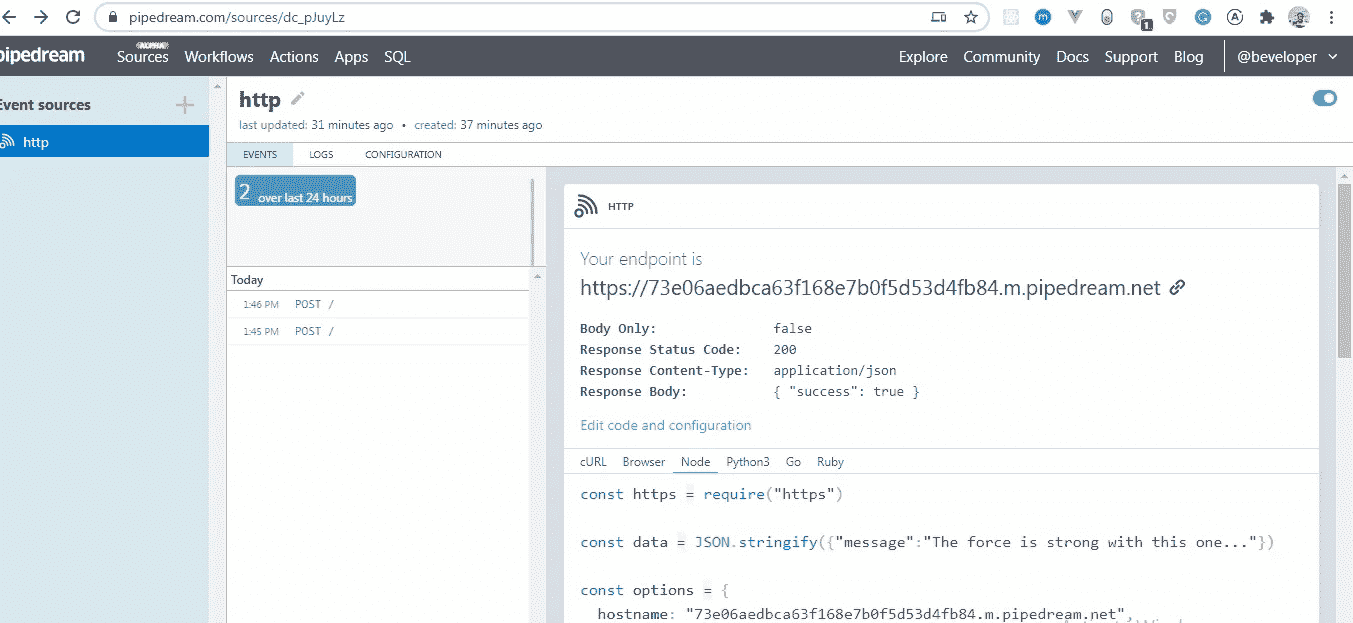 pipedream.com/sources/dc_pJuyLz
pipedream Sources Workflows Actions Apps SQL Explore Community Docs Support Blog @beveloper
Event sources
http
http
last updated: 31 minutes ago • created: 37 minutes ago
EVENTS LOGS CONFIGURATION
2 over last 24 hours
Today
1:46 PM POST /
1:45 PM POST /
HTTP
Your endpoint is
https://73e06aedbca63f168e7b0f5d53d4fb84.m.pipedream.net
Body Only: false
Response Status Code: 200
Response Content-Type: application/json
Response Body: { "success": true }
Edit code and configuration
cURL Browser Node Python3 Go Ruby
const https = require("https")
const data = JSON.stringify({"message":"The force is strong with this one..."})
const options = {
hostname: "73e06aedbca63f168e7b0f5d53d4fb84.m.pipedream.net",